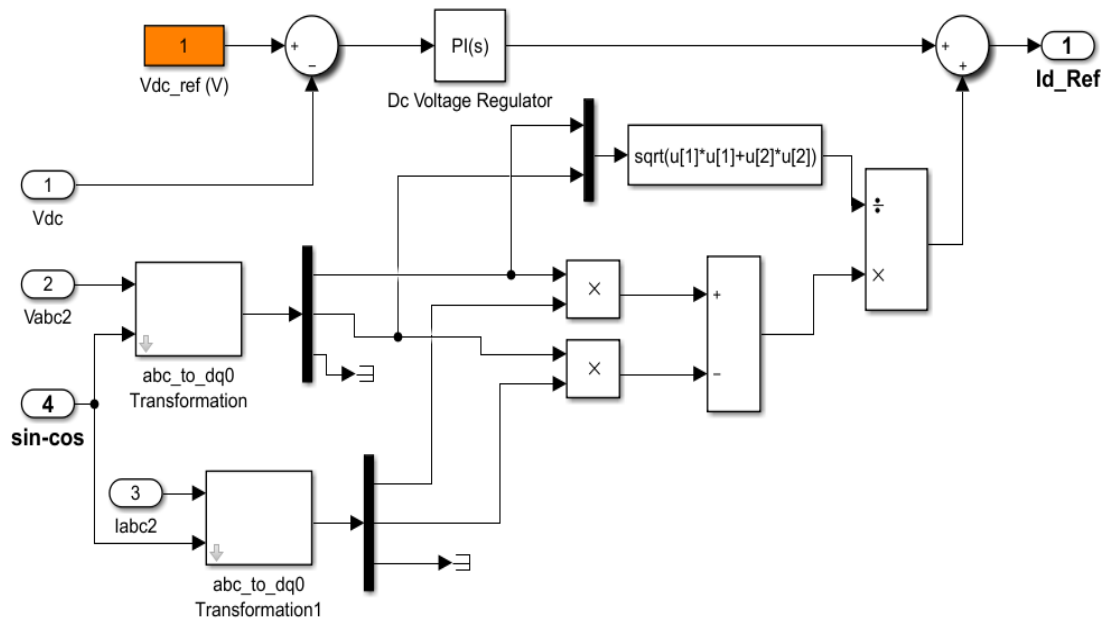 1
Vdc_ref (V)
+
−
PI(s)
Dc Voltage Regulator
+
+
1
Id_Ref
1
Vdc
sqrt(u[1]*u[1]+u[2]*u[2])
÷
×
2
Vabc2
abc_to_dq0
Transformation
×
×
+
−
4
sin-cos
3
Iabc2
abc_to_dq0
Transformation1